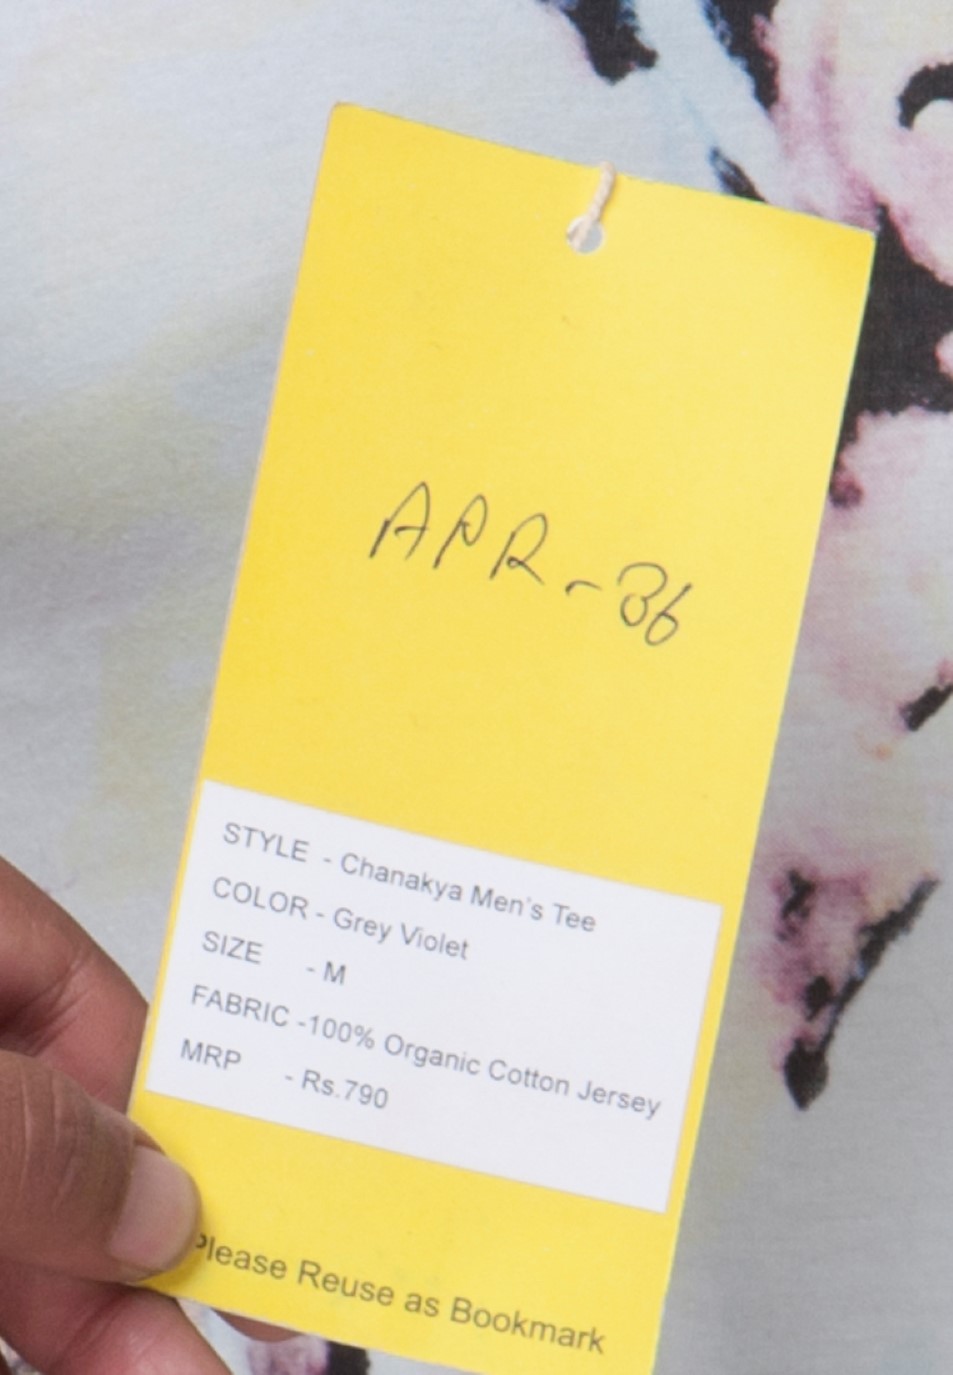 APR-36
STYLE - Chanakya Men's Tee
COLOR - Grey Violet
SIZE - M
FABRIC -100% Organic Cotton Jersey
MRP - Rs.790
Please Reuse as Bookmark